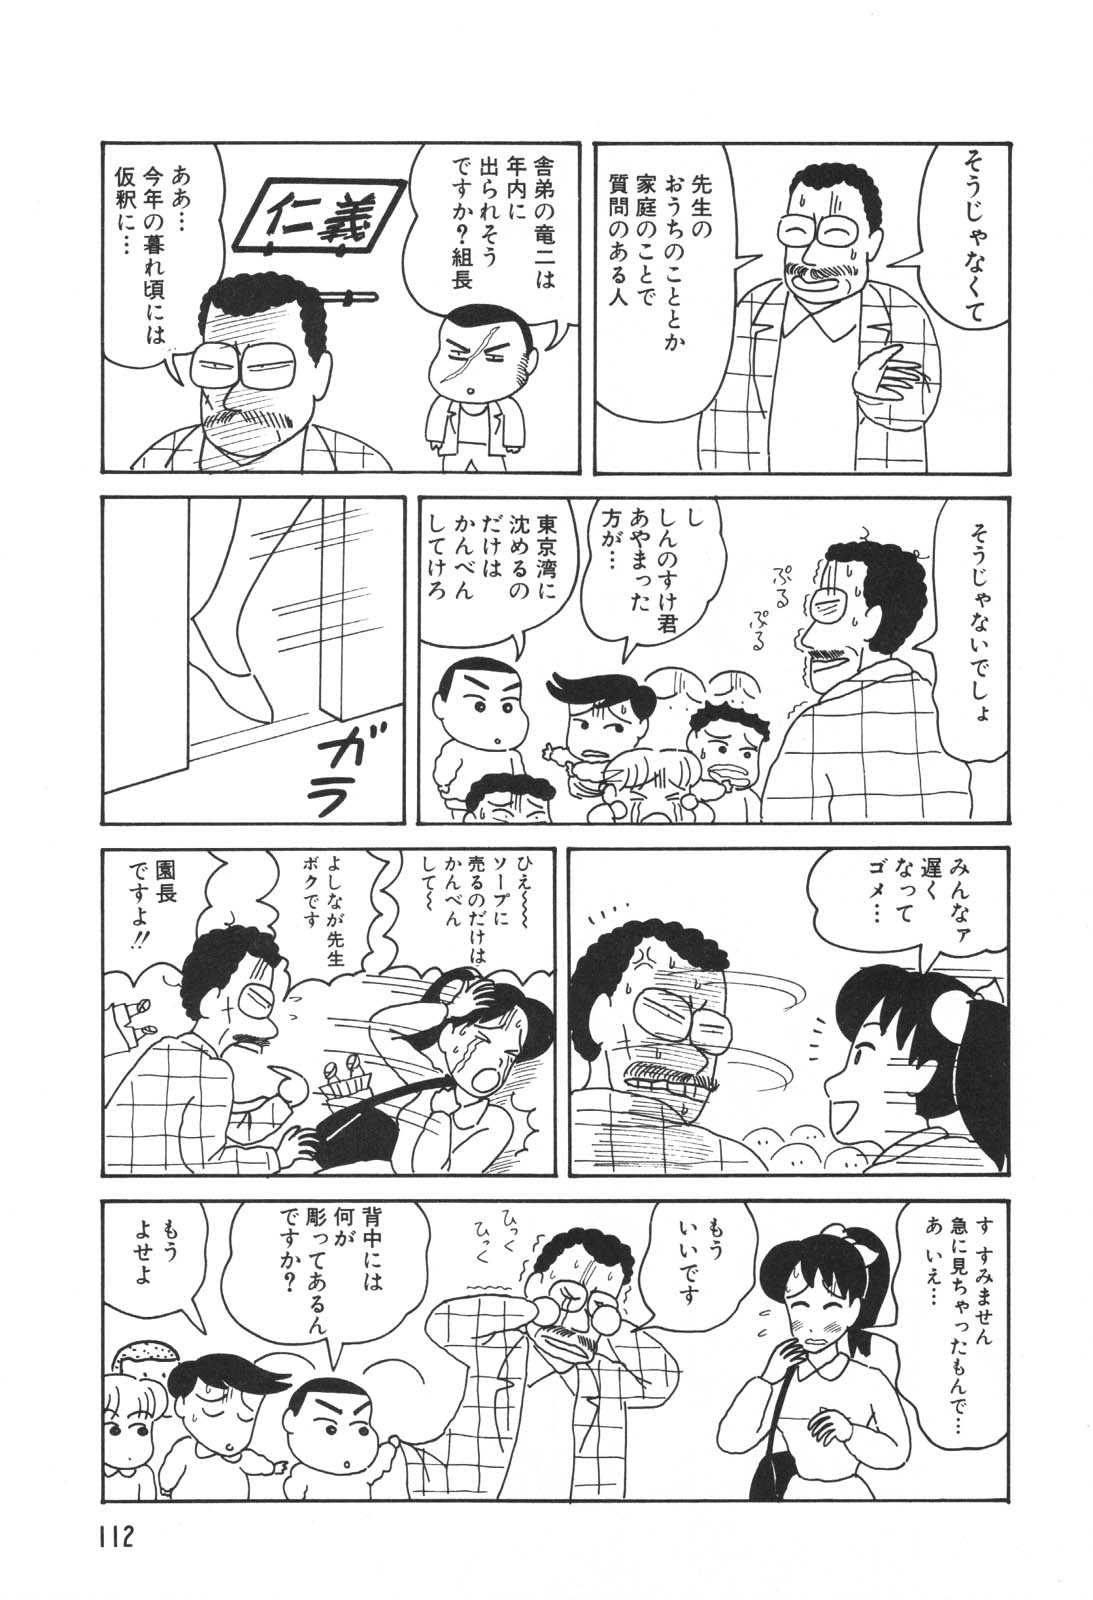 そうじゃなくて
先生の
おうちのこととか
家庭のことで
質問のある人
舎弟の竜二は
年内に
出られそう
ですか？組長
仁義
ああ…
今年の暮れ頃には
仮釈に…
そうじゃないでしょ
ぷる
ぷる
し
しんのすけ君
あやまった
方が…
東京湾に
沈めるの
だけは
かんべん
してけろ
ガラ
みんなァ
遅く
なって
ゴメ…
ひえ〜〜〜
ソープに
売るのだけは
かんべん
して〜
よしなが先生
ボクです
園長
ですよ!!
す すみません
急に見ちゃったもんで…
あ いえ…
もう
いいです
ひっく
ひっく
背中には
何が
彫ってあるん
ですか？
もう
よせよ
112